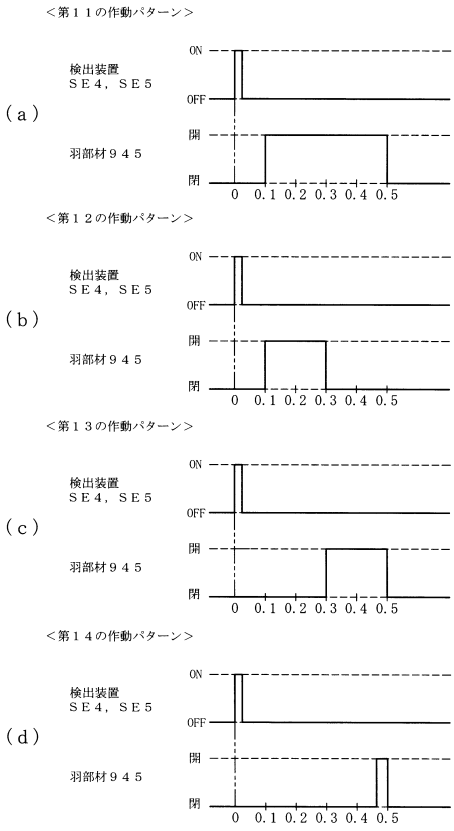 ＜第１１の作動パターン＞
ON
検出装置
ＳＥ４，ＳＥ５
OFF
(a)
開
羽部材９４５
閉
0 0.1 0.2 0.3 0.4 0.5
＜第１２の作動パターン＞
ON
検出装置
ＳＥ４，ＳＥ５
OFF
(b)
開
羽部材９４５
閉
0 0.1 0.2 0.3 0.4 0.5
＜第１３の作動パターン＞
ON
検出装置
ＳＥ４，ＳＥ５
OFF
(c)
開
羽部材９４５
閉
0 0.1 0.2 0.3 0.4 0.5
＜第１４の作動パターン＞
ON
検出装置
ＳＥ４，ＳＥ５
OFF
(d)
開
羽部材９４５
閉
0 0.1 0.2 0.3 0.4 0.5